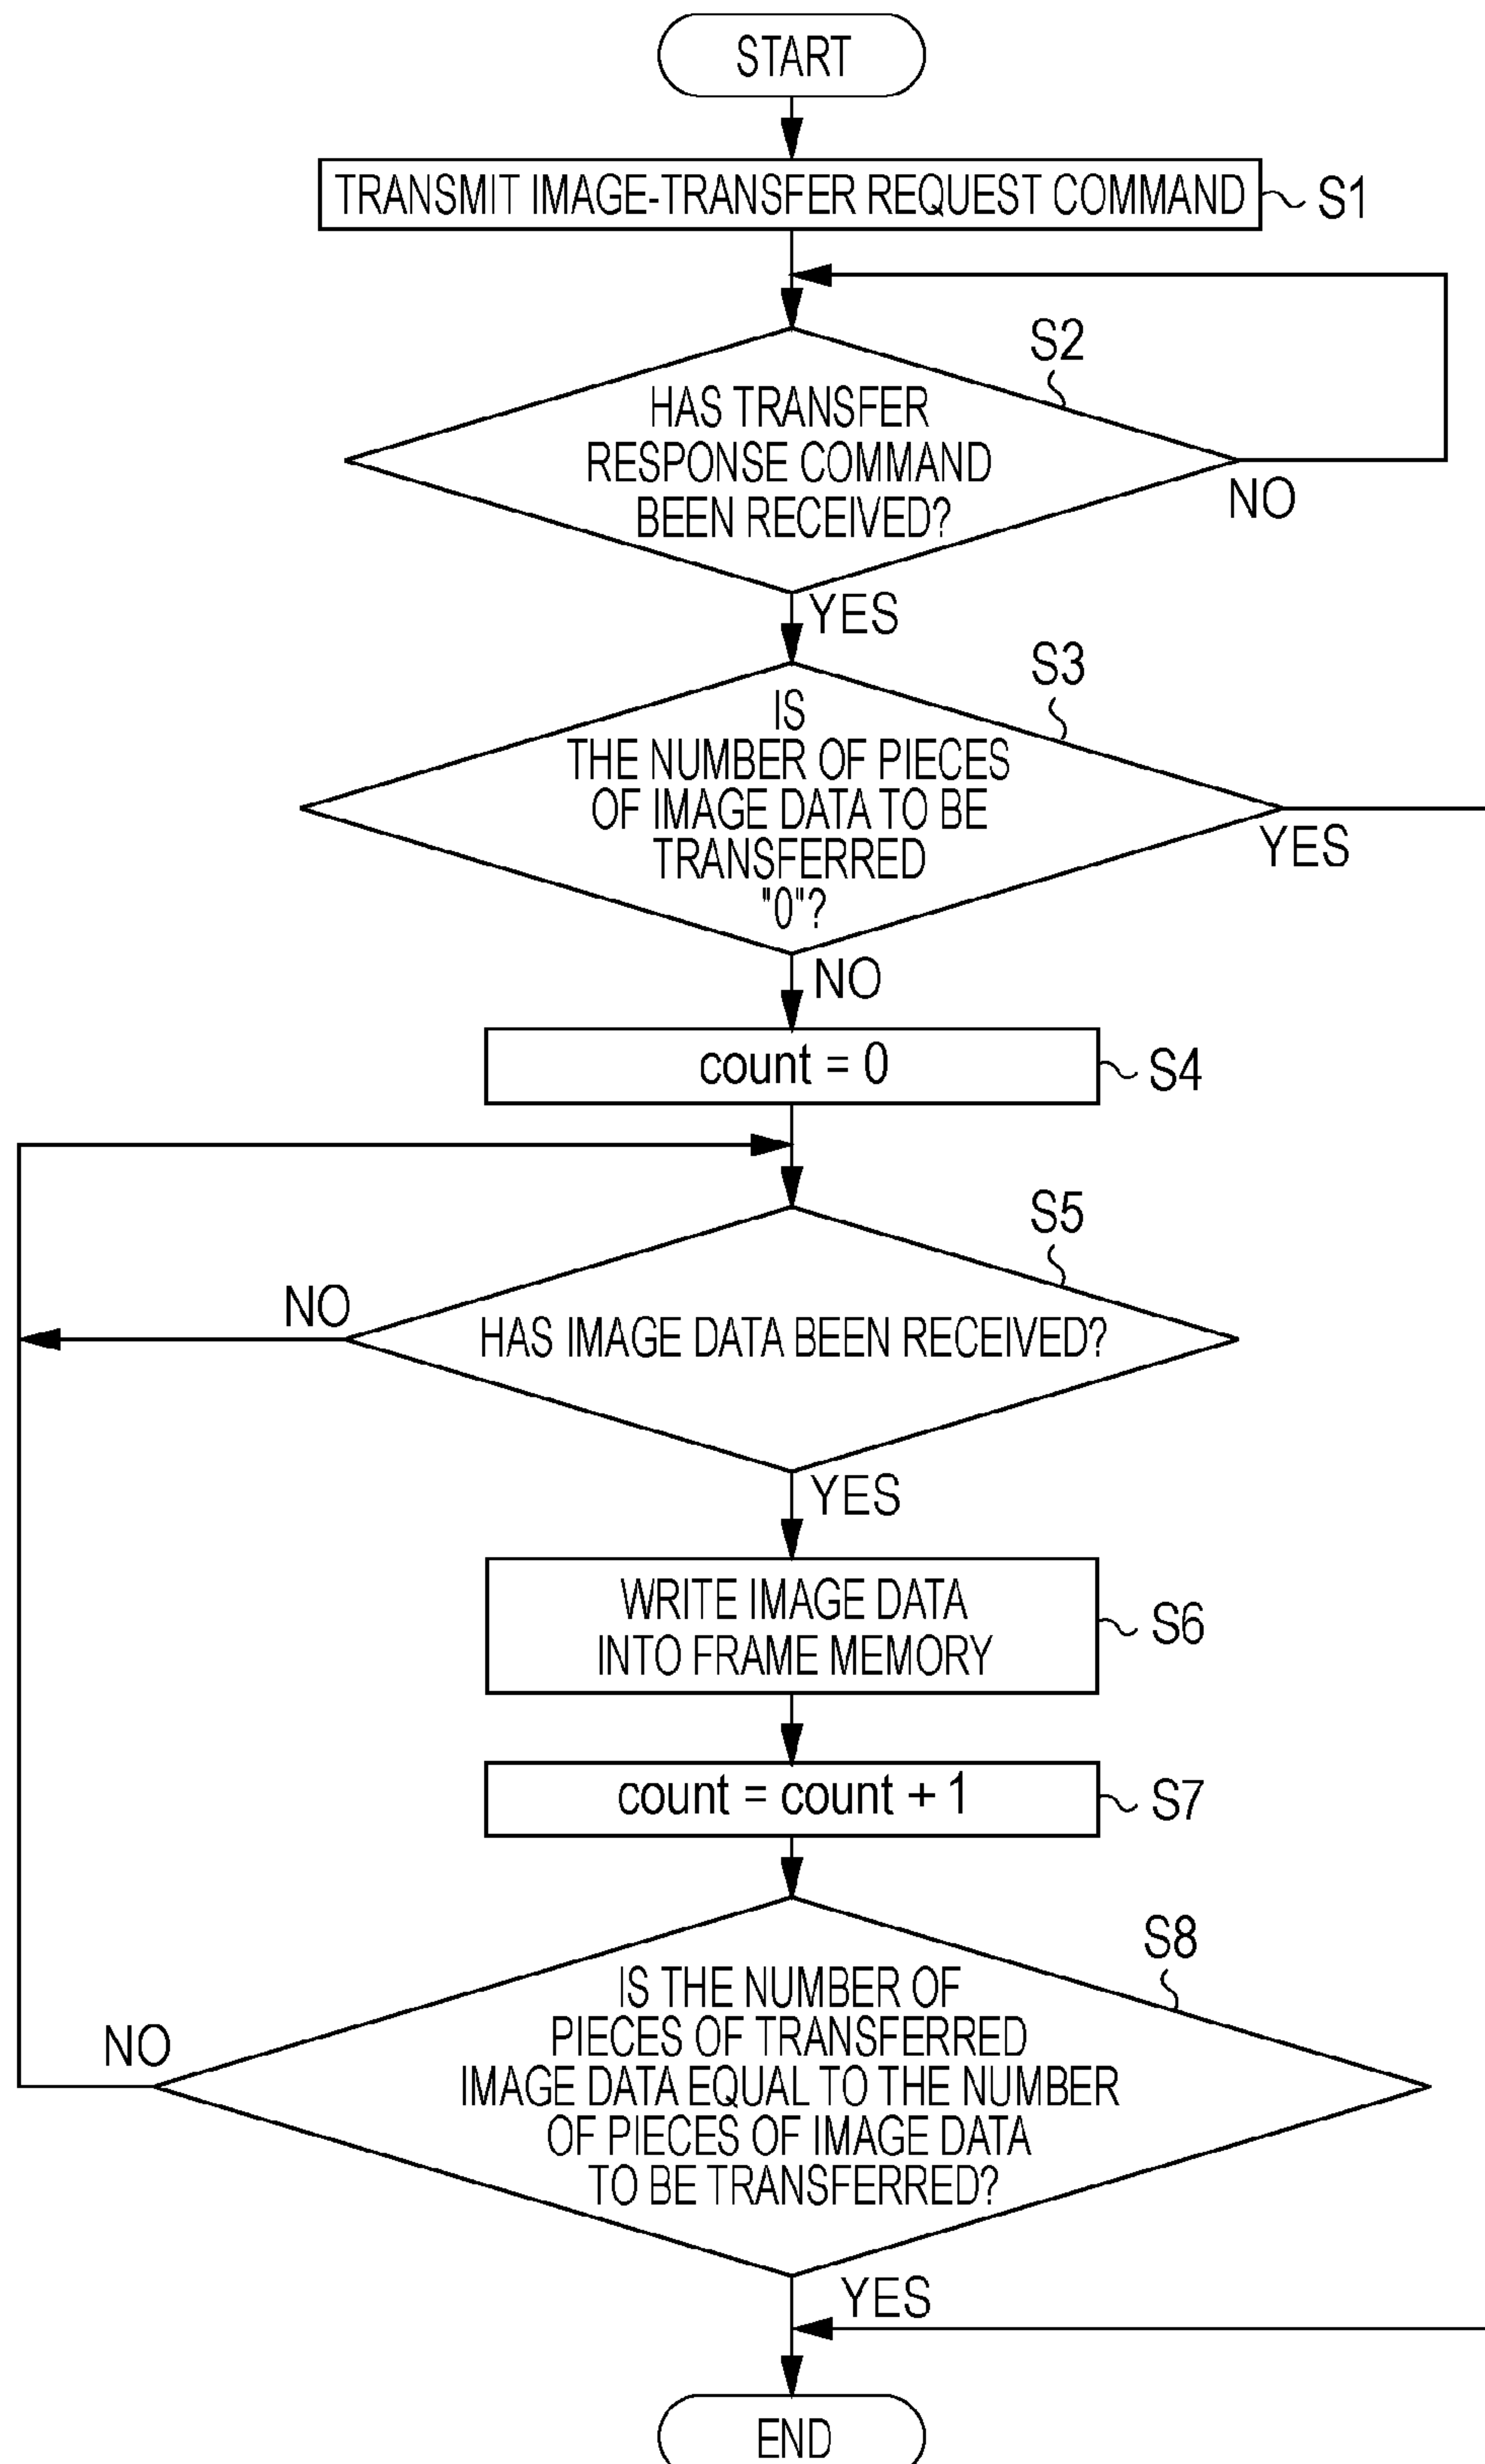 START
TRANSMIT IMAGE-TRANSFER REQUEST COMMAND
S1
S2
HAS TRANSFER
RESPONSE COMMAND
BEEN RECEIVED?
NO
YES
S3
IS
THE NUMBER OF PIECES
OF IMAGE DATA TO BE
TRANSFERRED
"0"?
YES
NO
count = 0
S4
S5
NO
HAS IMAGE DATA BEEN RECEIVED?
YES
WRITE IMAGE DATA
INTO FRAME MEMORY
S6
count = count + 1
S7
S8
IS THE NUMBER OF
PIECES OF TRANSFERRED
IMAGE DATA EQUAL TO THE NUMBER
OF PIECES OF IMAGE DATA
TO BE TRANSFERRED?
NO
YES
END